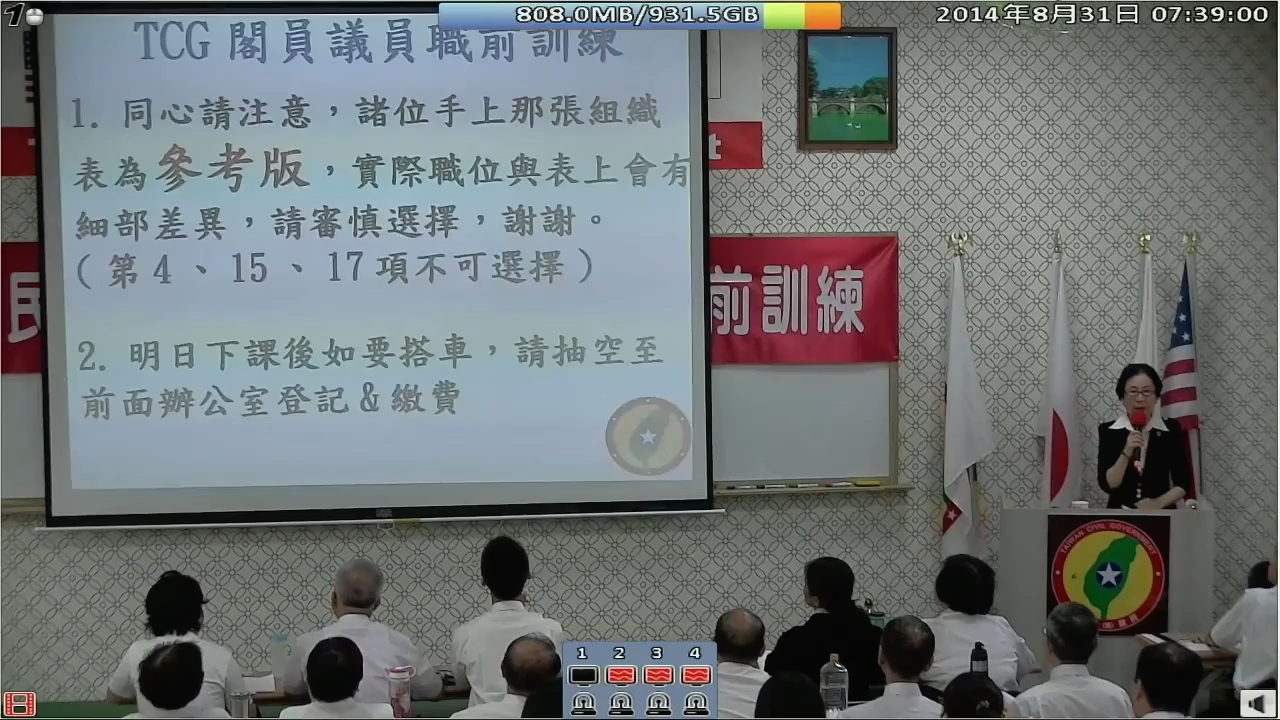 1
808.0MB/931.5GB
2014年8月31日 07:39:00
TCG 閣員議員職前訓練
1. 同心請注意，諸位手上那張組織
表為參考版，實際職位與表上會有
細部差異，請審慎選擇，謝謝。
(第 4 、 15 、 17 項不可選擇)
2. 明日下課後如要搭車，請抽空至
前面辦公室登記&繳費
t
民
前訓練
TAIWAN CIVIL GOVERNMENT
1 2 3 4